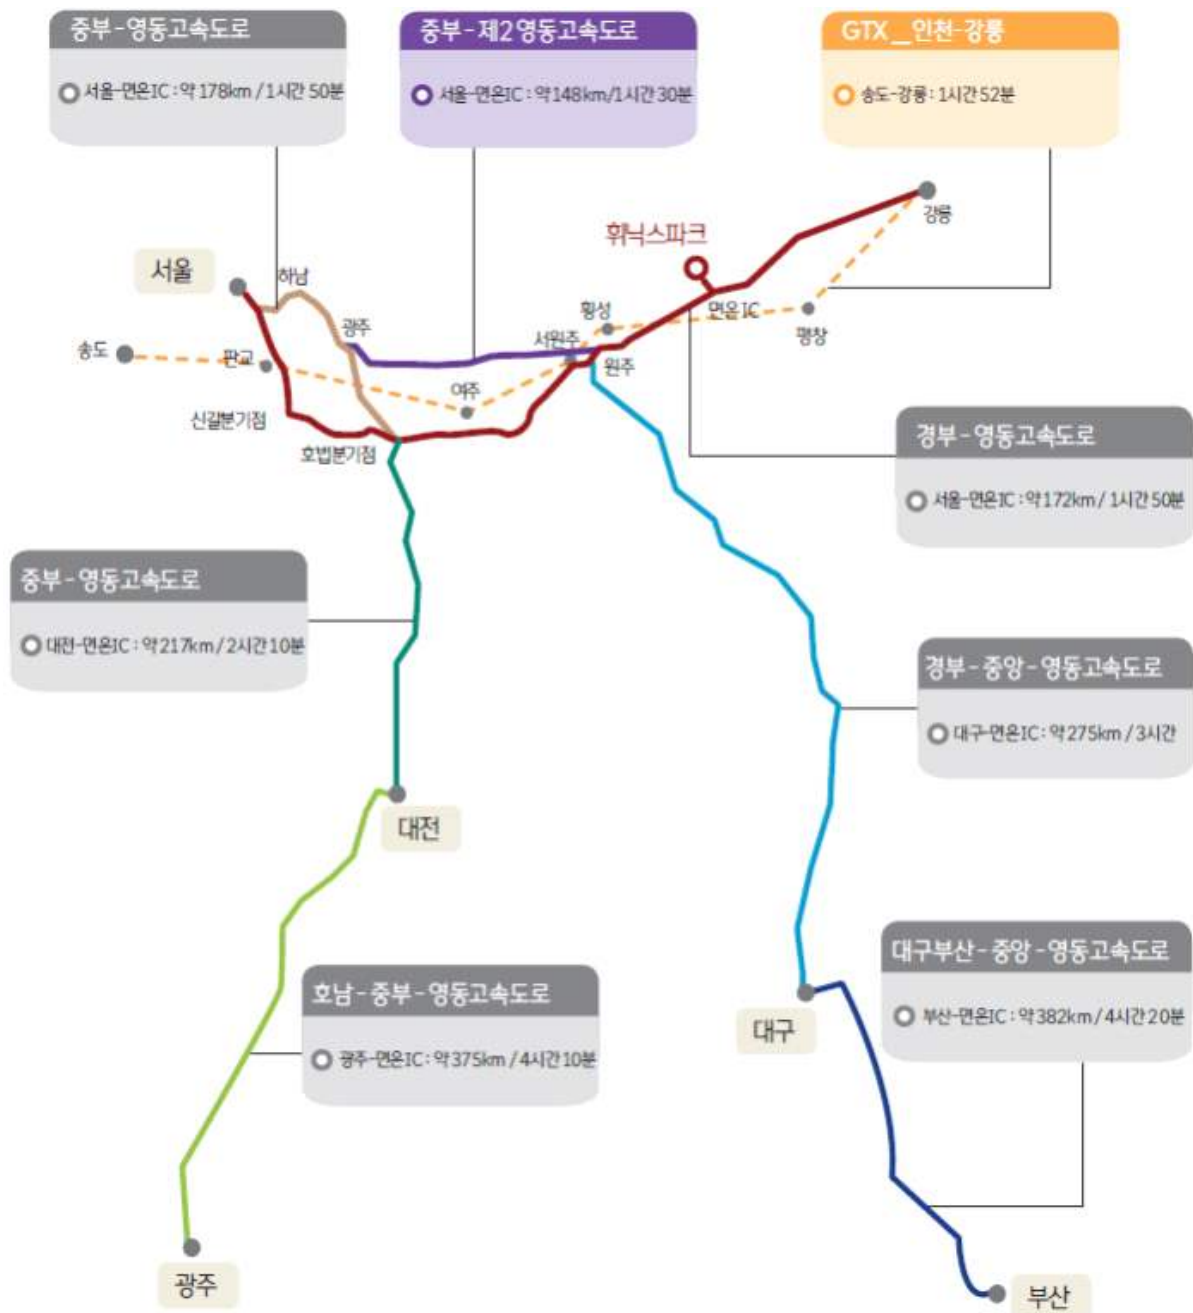 중부-영동고속도로
서울-면온IC : 약 178km / 1시간 50분
중부-제2영동고속도로
서울-면온IC : 약 148km/1시간 30분
GTX_인천-강릉
송도-강릉 : 1시간 52분
강릉
휘닉스파크
서울
하남
횡성
면온 IC
광주
서원주
평창
송도
판교
원주
여주
신갈분기점
호법분기점
경부-영동고속도로
서울-면온IC : 약 172km / 1시간 50분
중부-영동고속도로
대전-면온IC : 약 217km / 2시간 10분
경부-중앙-영동고속도로
대구-면온IC : 약 275km / 3시간
대전
대구부산-중앙-영동고속도로
부산-면온IC : 약 382km / 4시간 20분
호남-중부-영동고속도로
광주-면온IC : 약 375km / 4시간 10분
대구
광주
부산